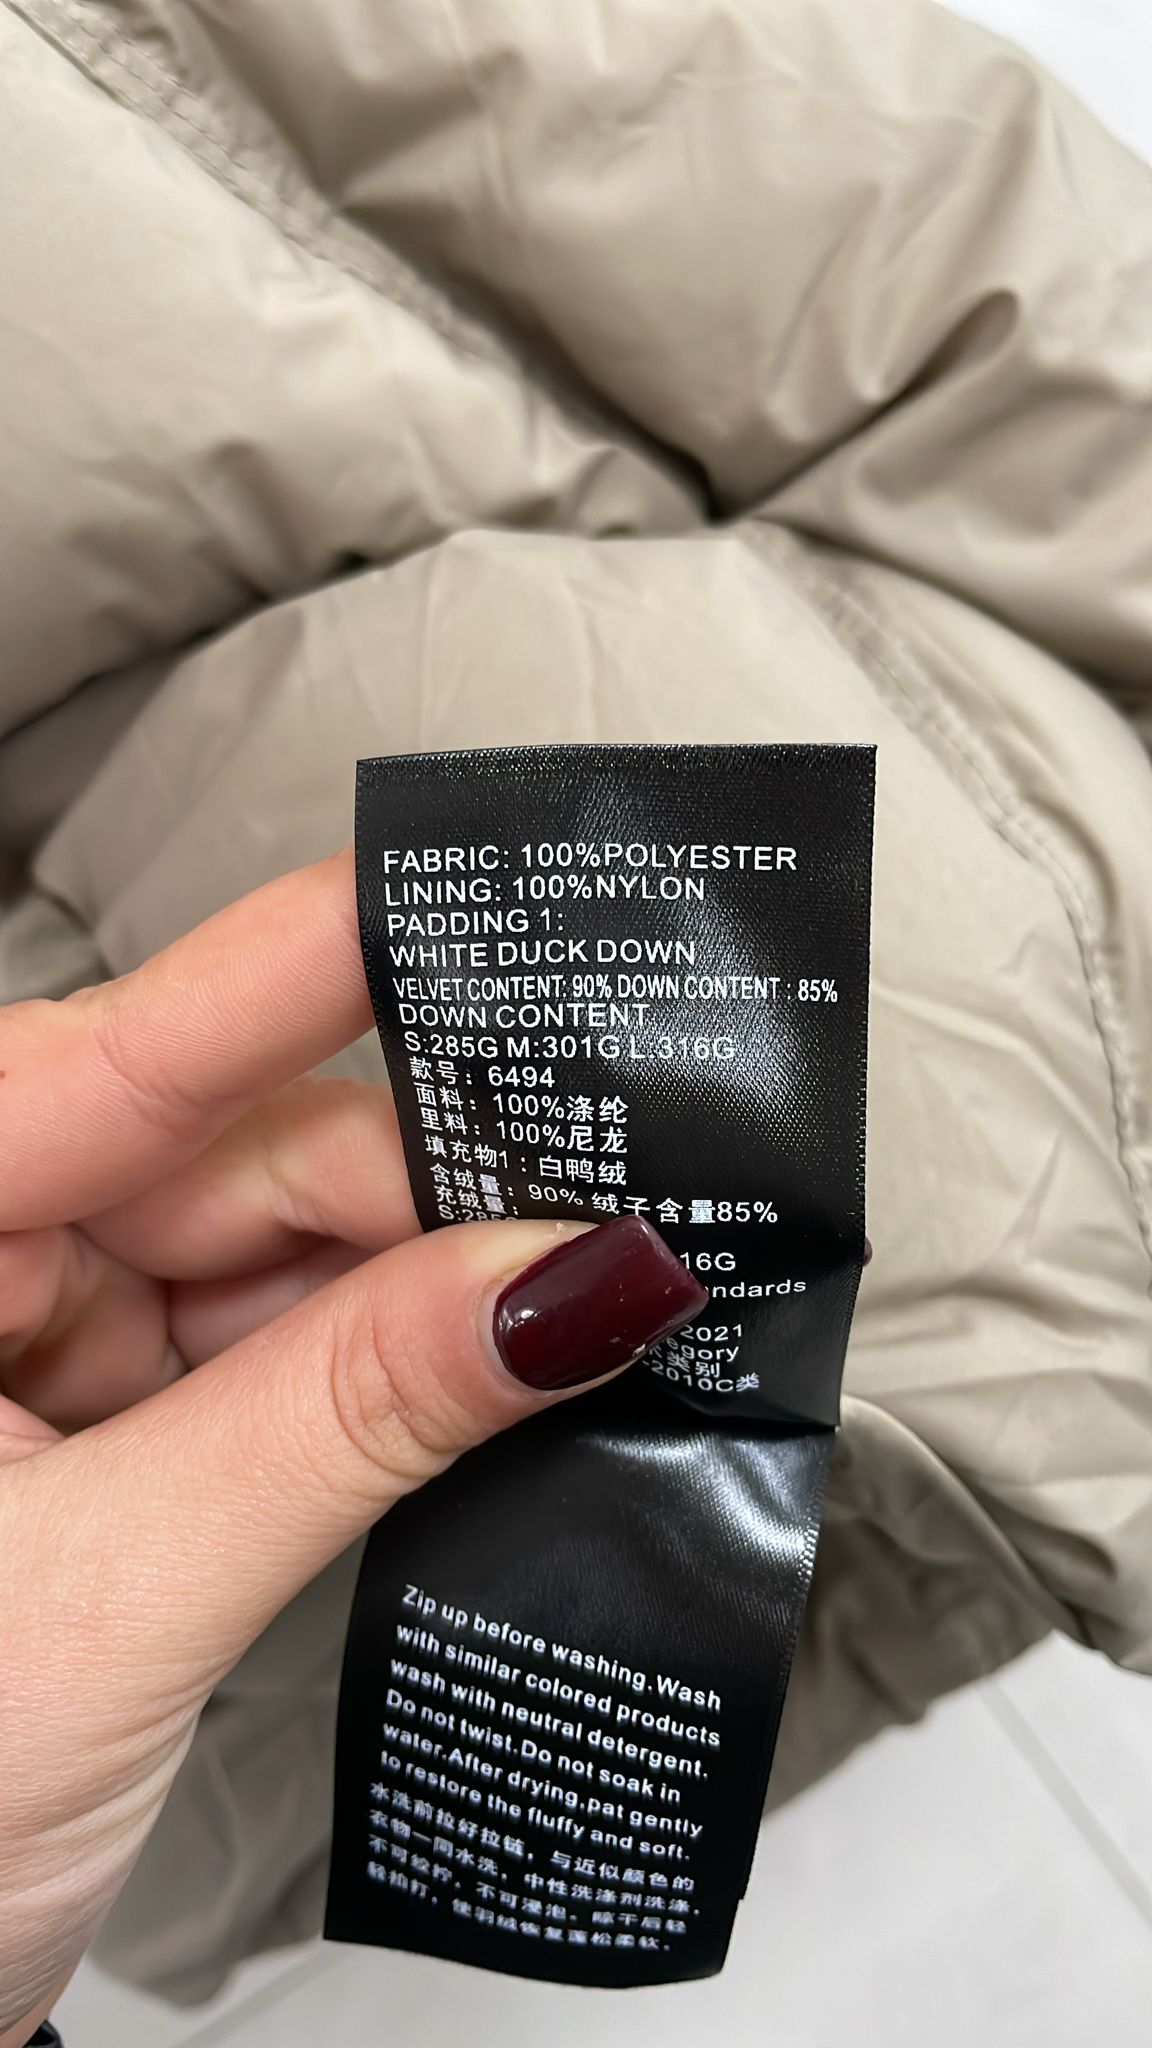 FABRIC: 100%POLYESTER
LINING: 100%NYLON
PADDING 1:
WHITE DUCK DOWN
VELVET CONTENT: 90% DOWN CONTENT : 85%
DOWN CONTENT
S:285G M:301G L:316G
款号：6494
面料：100%涤纶
里料：100%尼龙
填充物1：白鸭绒
含绒量：90% 绒子含量85%
充绒量：
16G
2021
2010C类
Zip up before washing.Wash
with similar colored products
wash with neutral detergent.
Do not twist.Do not soak in
water.After drying,pat gently
to restore the fluffy and soft.
水洗前拉好拉链，与近似颜色的
衣物一同水洗，中性洗涤剂洗涤，
不可绞拧，不可浸泡，晾干后轻
轻拍打，使羽绒恢复蓬松柔软。